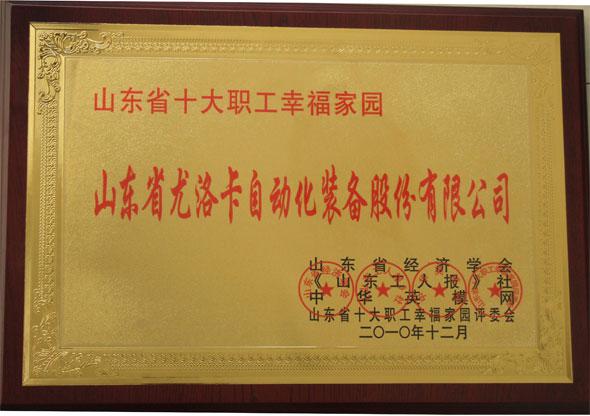 山东省十大职工幸福家园
山东省尤洛卡自动化装备股份有限公司
山东省经济学会
《山东工人报》社
中华英模网
山东省十大职工幸福家园评委会
二〇一〇年十二月